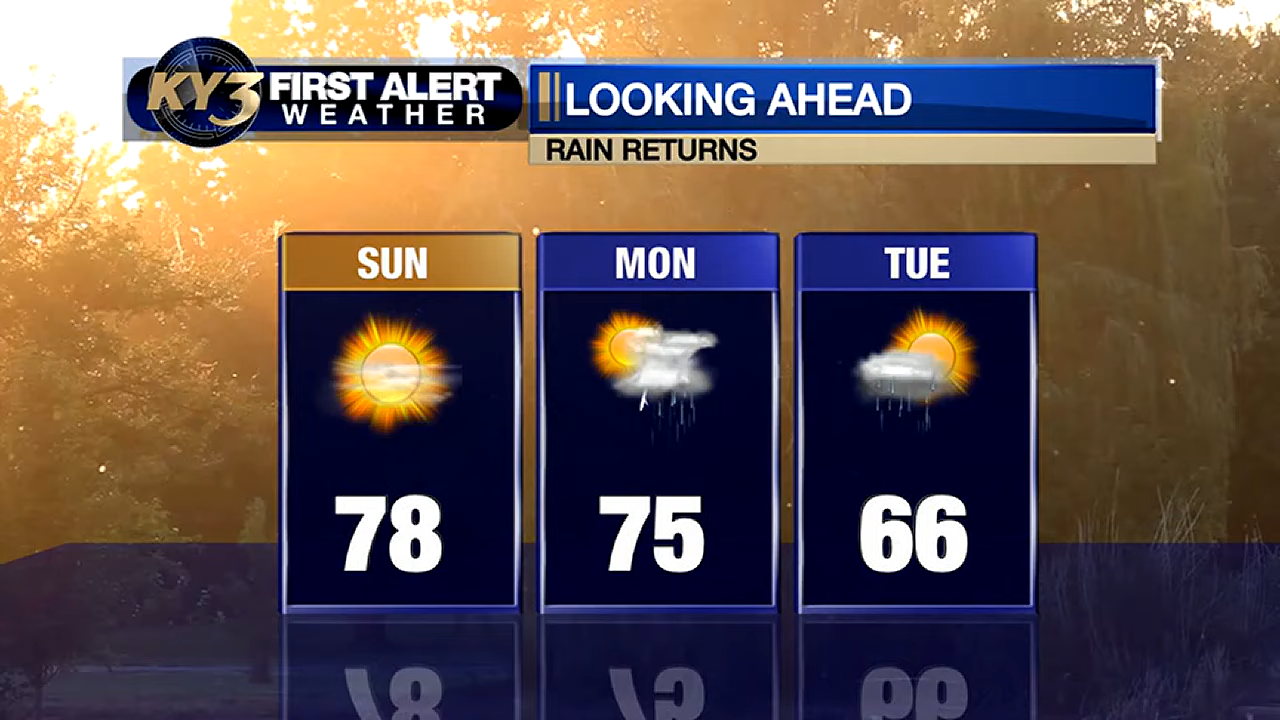 KY3 FIRST ALERT
WEATHER
LOOKING AHEAD
RAIN RETURNS
SUN MON TUE
78 75 66